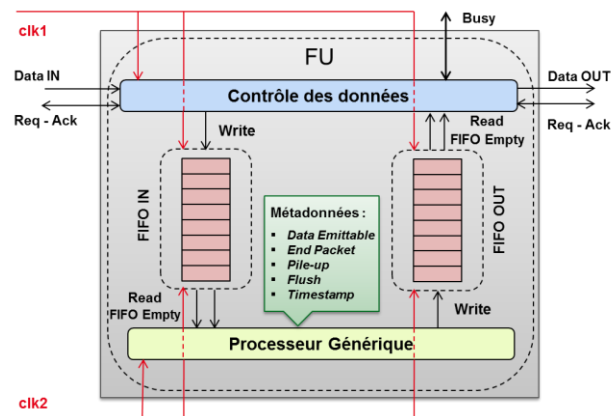 clk1
Busy
FU
Data IN
Data OUT
Contrôle des données
Req - Ack
Req - Ack
Write
Read
FIFO Empty
FIFO IN
FIFO OUT
Métadonnées :
▪ Data Emittable
▪ End Packet
▪ Pile-up
▪ Flush
▪ Timestamp
Read
FIFO Empty
Write
Processeur Générique
clk2